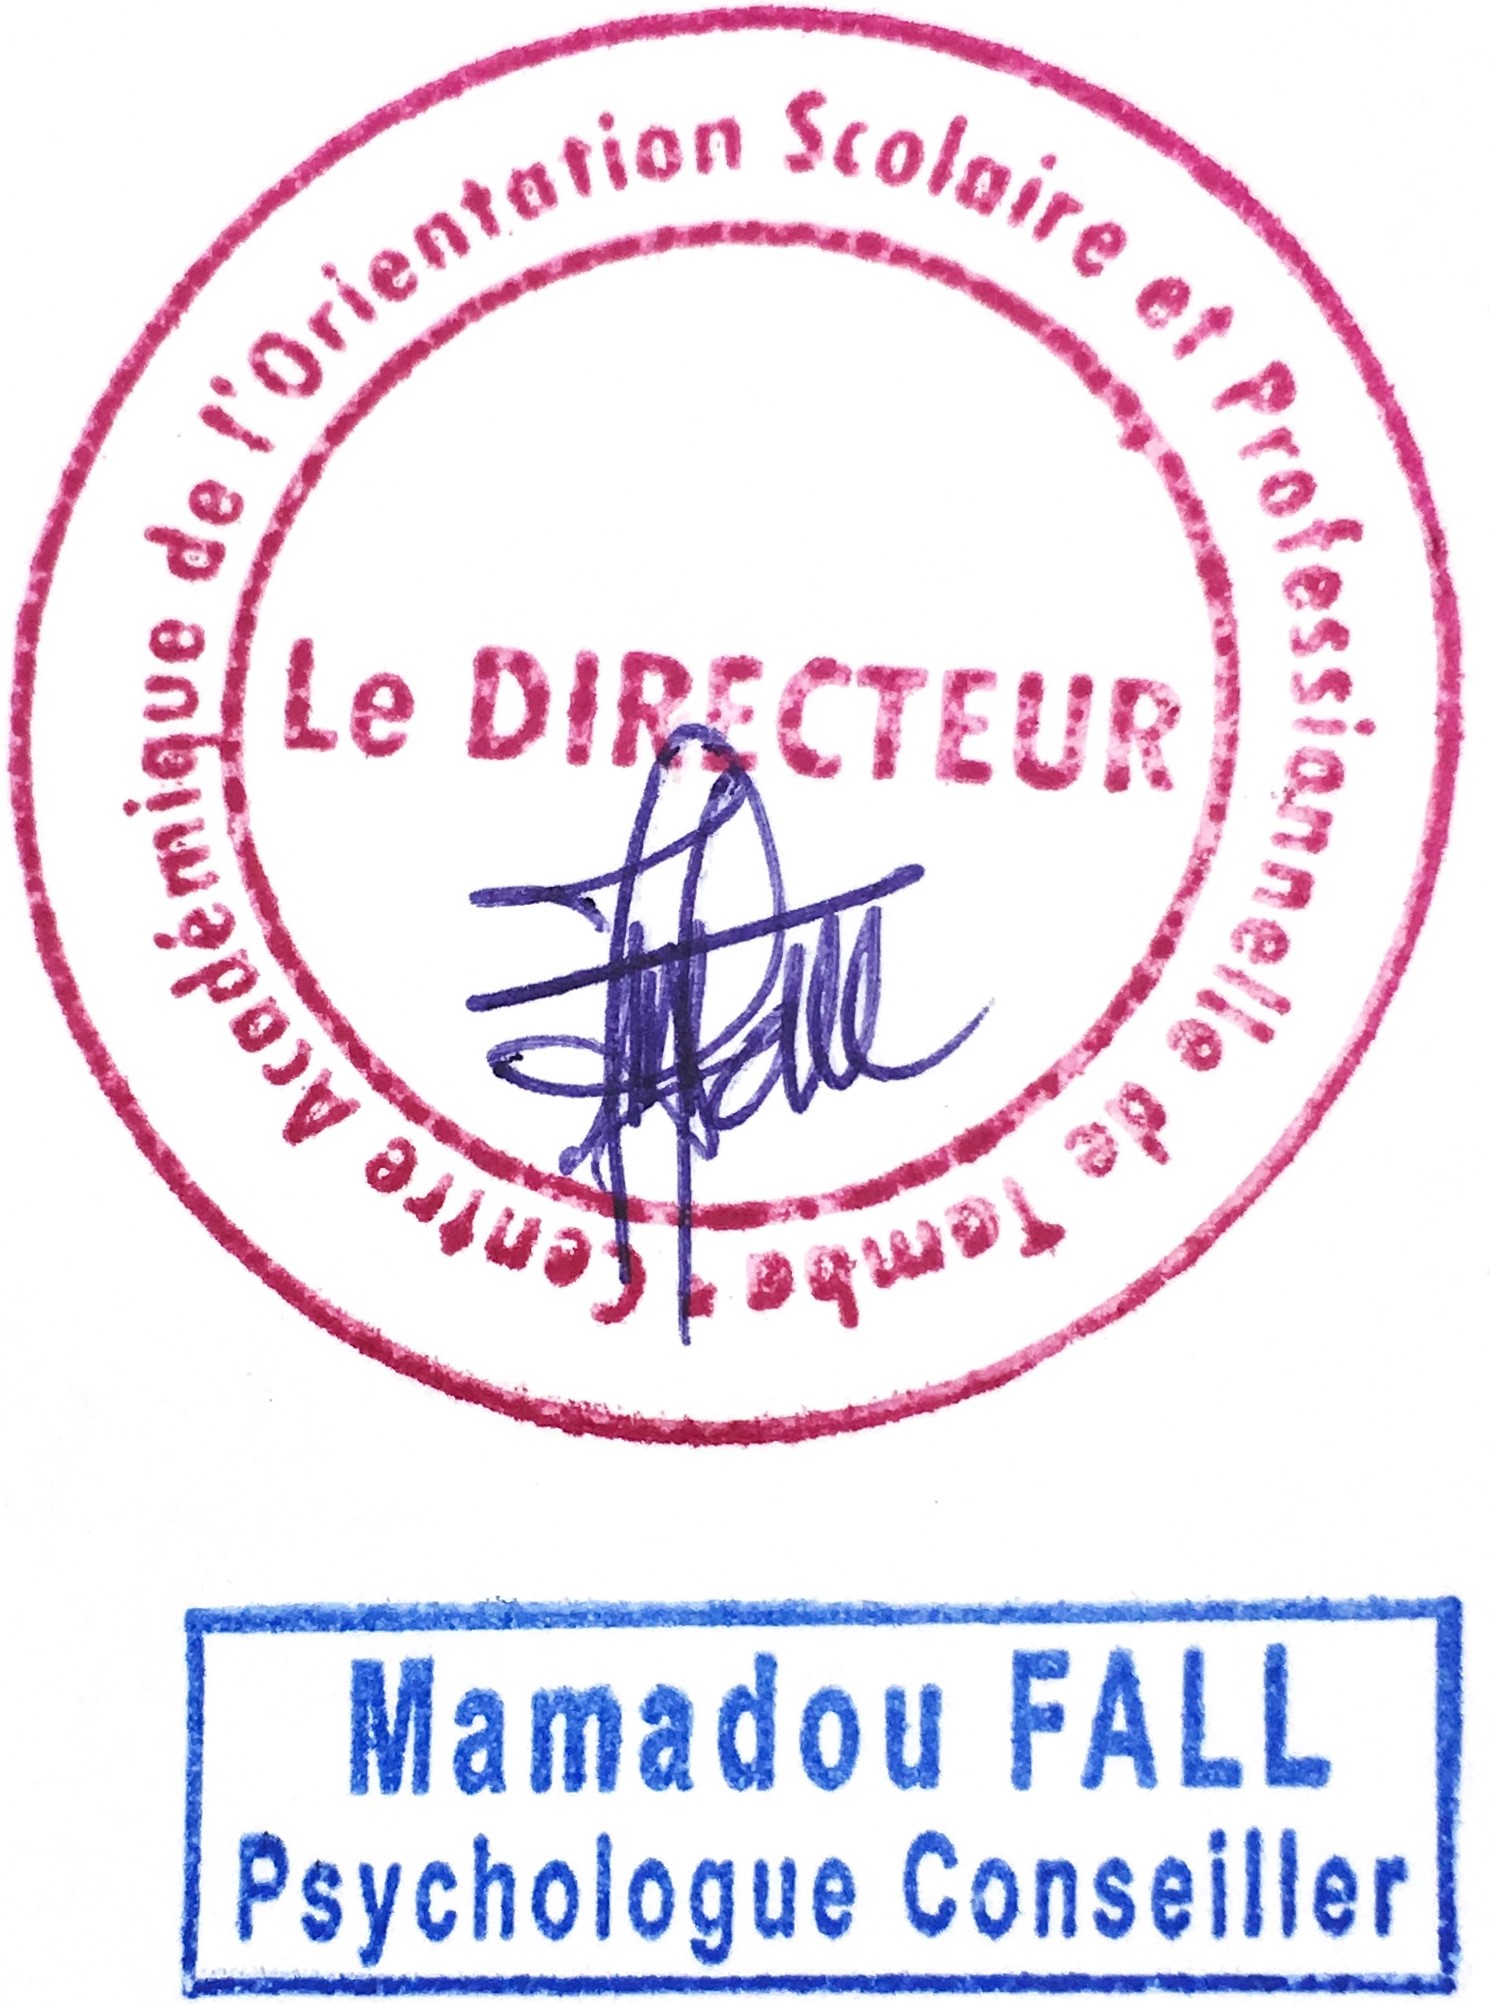 Centre Académique de l'Orientation Scolaire et Professionnelle de Tamba
Le DIRECTEUR
Mamadou FALL
Psychologue Conseiller